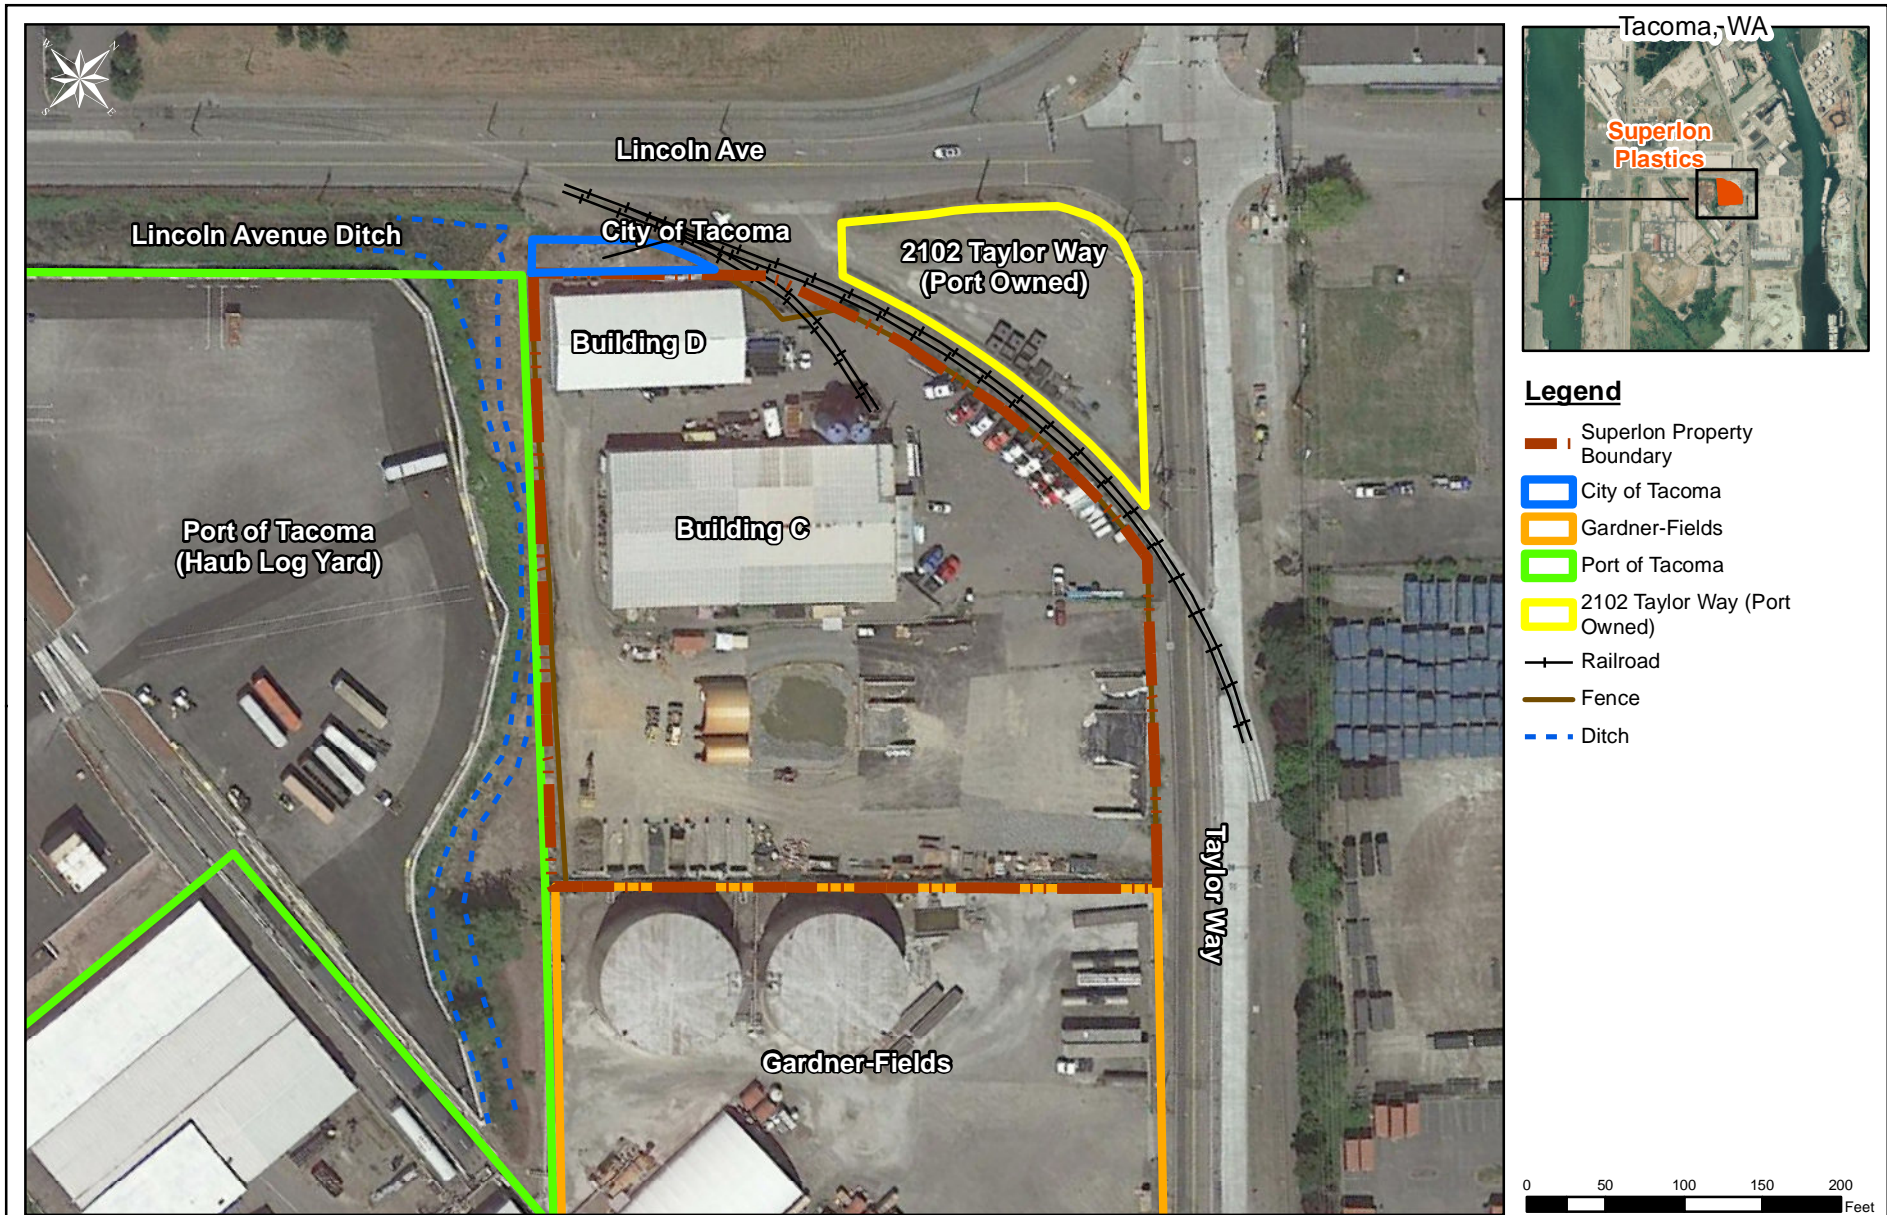 W
N
S
E
Lincoln Ave
Lincoln Avenue Ditch
City of Tacoma
2102 Taylor Way
(Port Owned)
Building D
Building C
Port of Tacoma
(Haub Log Yard)
Taylor Way
Gardner-Fields
Tacoma, WA
Superlon
Plastics
Legend
Superlon Property
Boundary
City of Tacoma
Gardner-Fields
Port of Tacoma
2102 Taylor Way (Port
Owned)
Railroad
Fence
Ditch
0 50 100 150 200
Feet